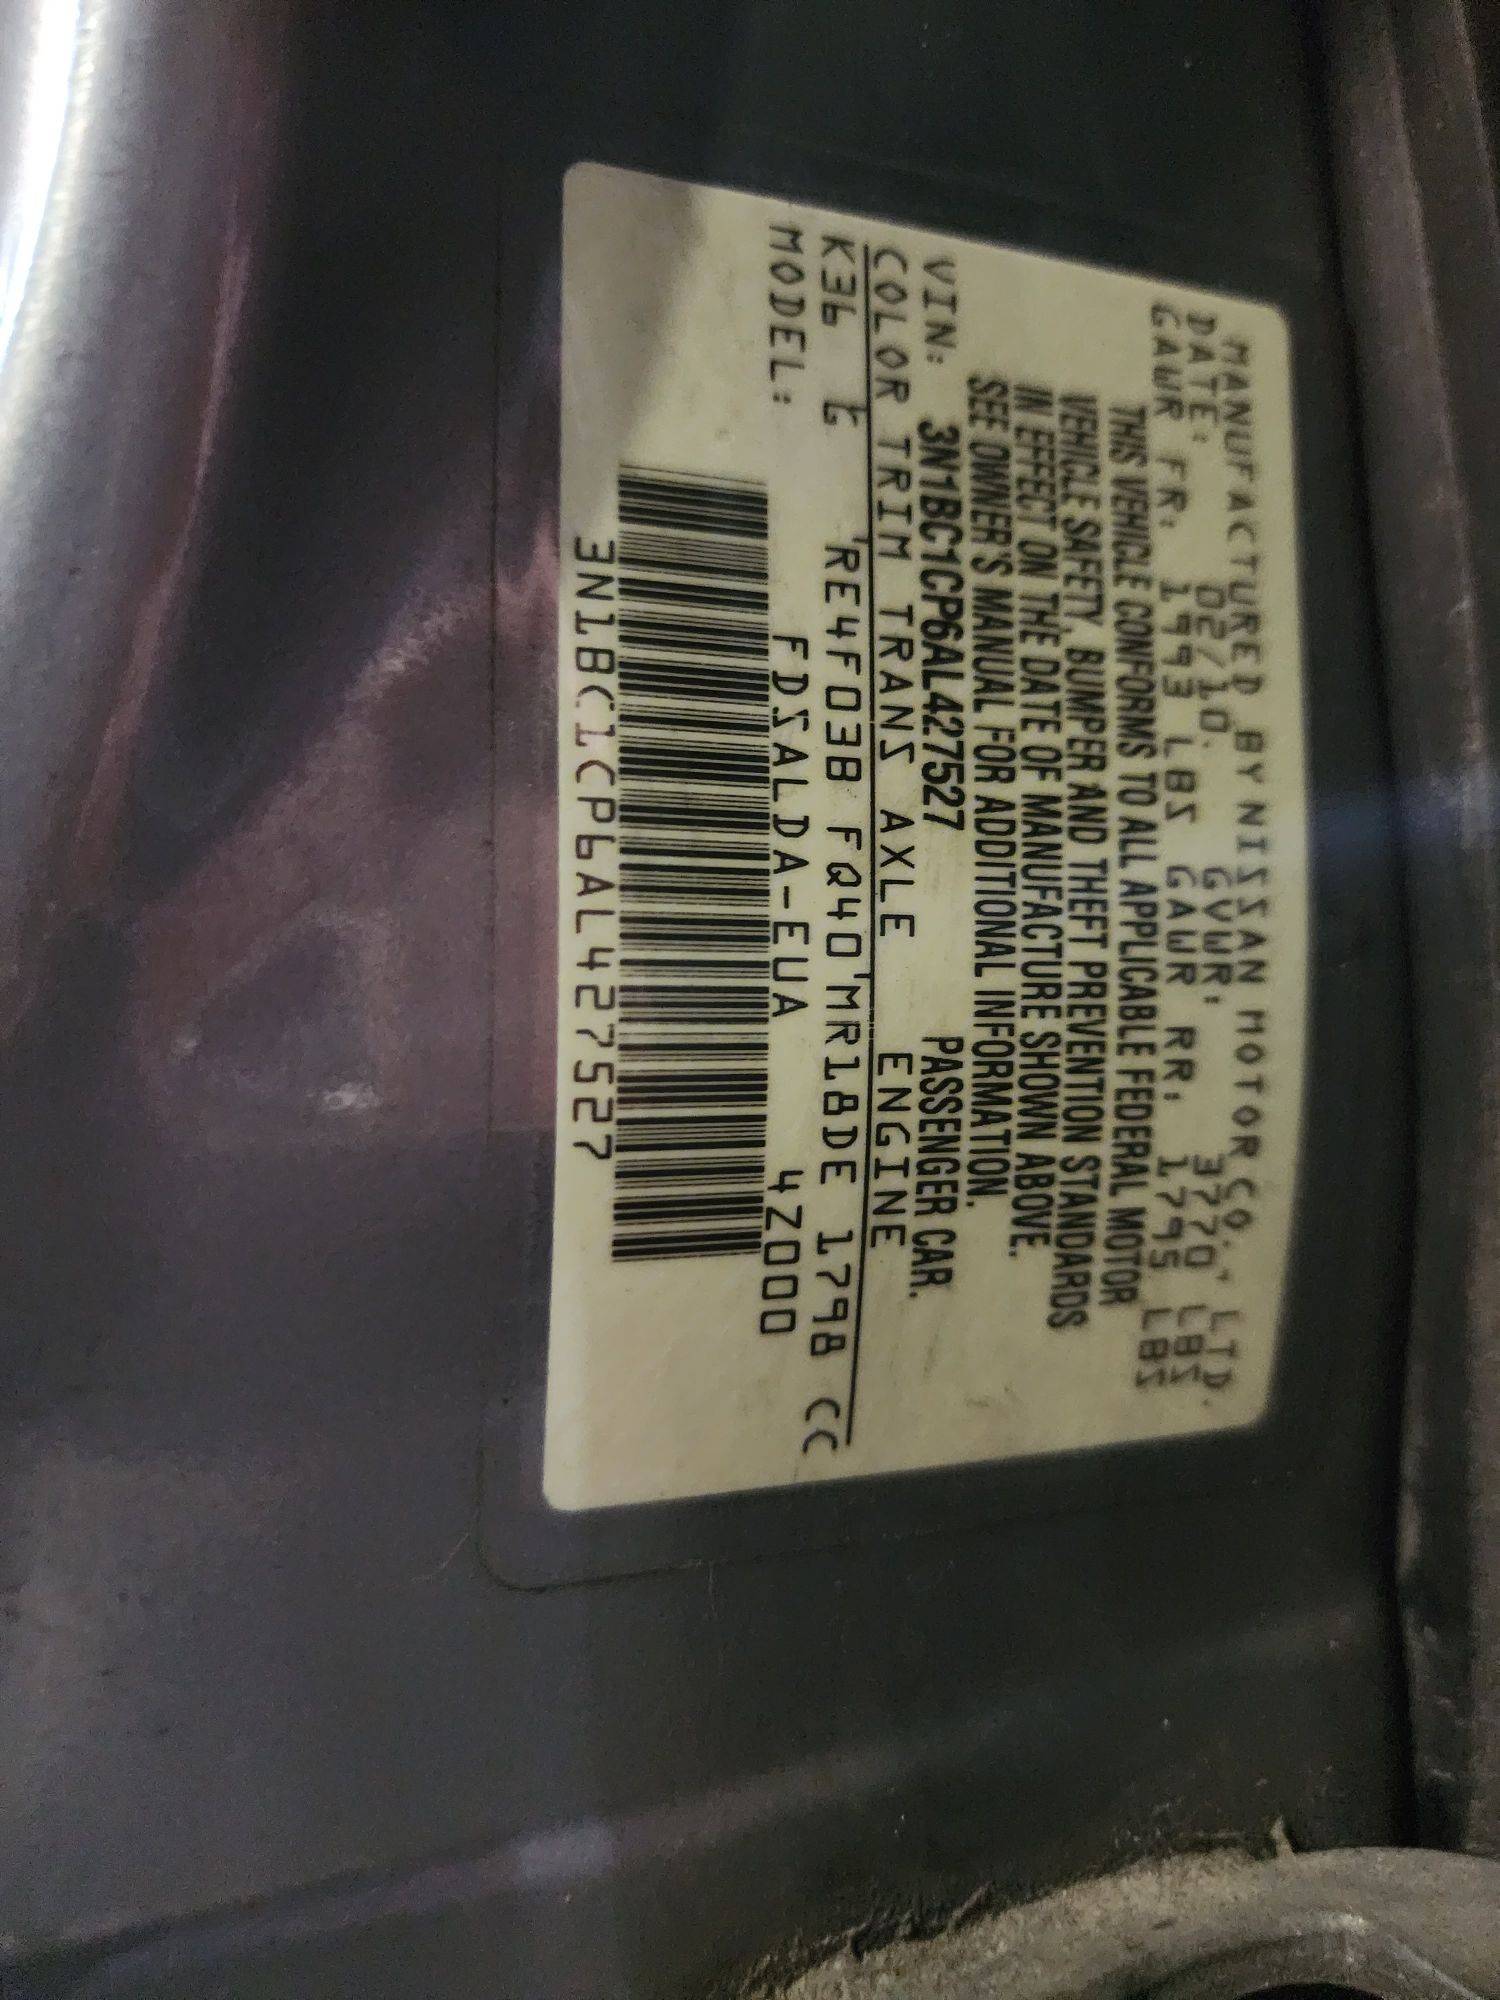 MANUFACTURED BY NISSAN MOTOR CO., LTD.
DATE: 02/10. GVWR: 3770 LBS.
GAWR FR: 1993 LBS GAWR RR: 1795 LBS
THIS VEHICLE CONFORMS TO ALL APPLICABLE FEDERAL MOTOR
VEHICLE SAFETY, BUMPER AND THEFT PREVENTION STANDARDS
IN EFFECT ON THE DATE OF MANUFACTURE SHOWN ABOVE.
SEE OWNER'S MANUAL FOR ADDITIONAL INFORMATION.
VIN: 3N1BC1CP6AL427527 PASSENGER CAR.
COLOR TRIM TRANS AXLE ENGINE
K36 G RE4F03B FQ40 MR18DE 1798 CC
MODEL: FDSALDA-EUA 4Z000
3N1BC1CP6AL427527